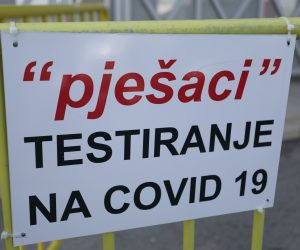 “pješaci”
TESTIRANJE
NA COVID 19